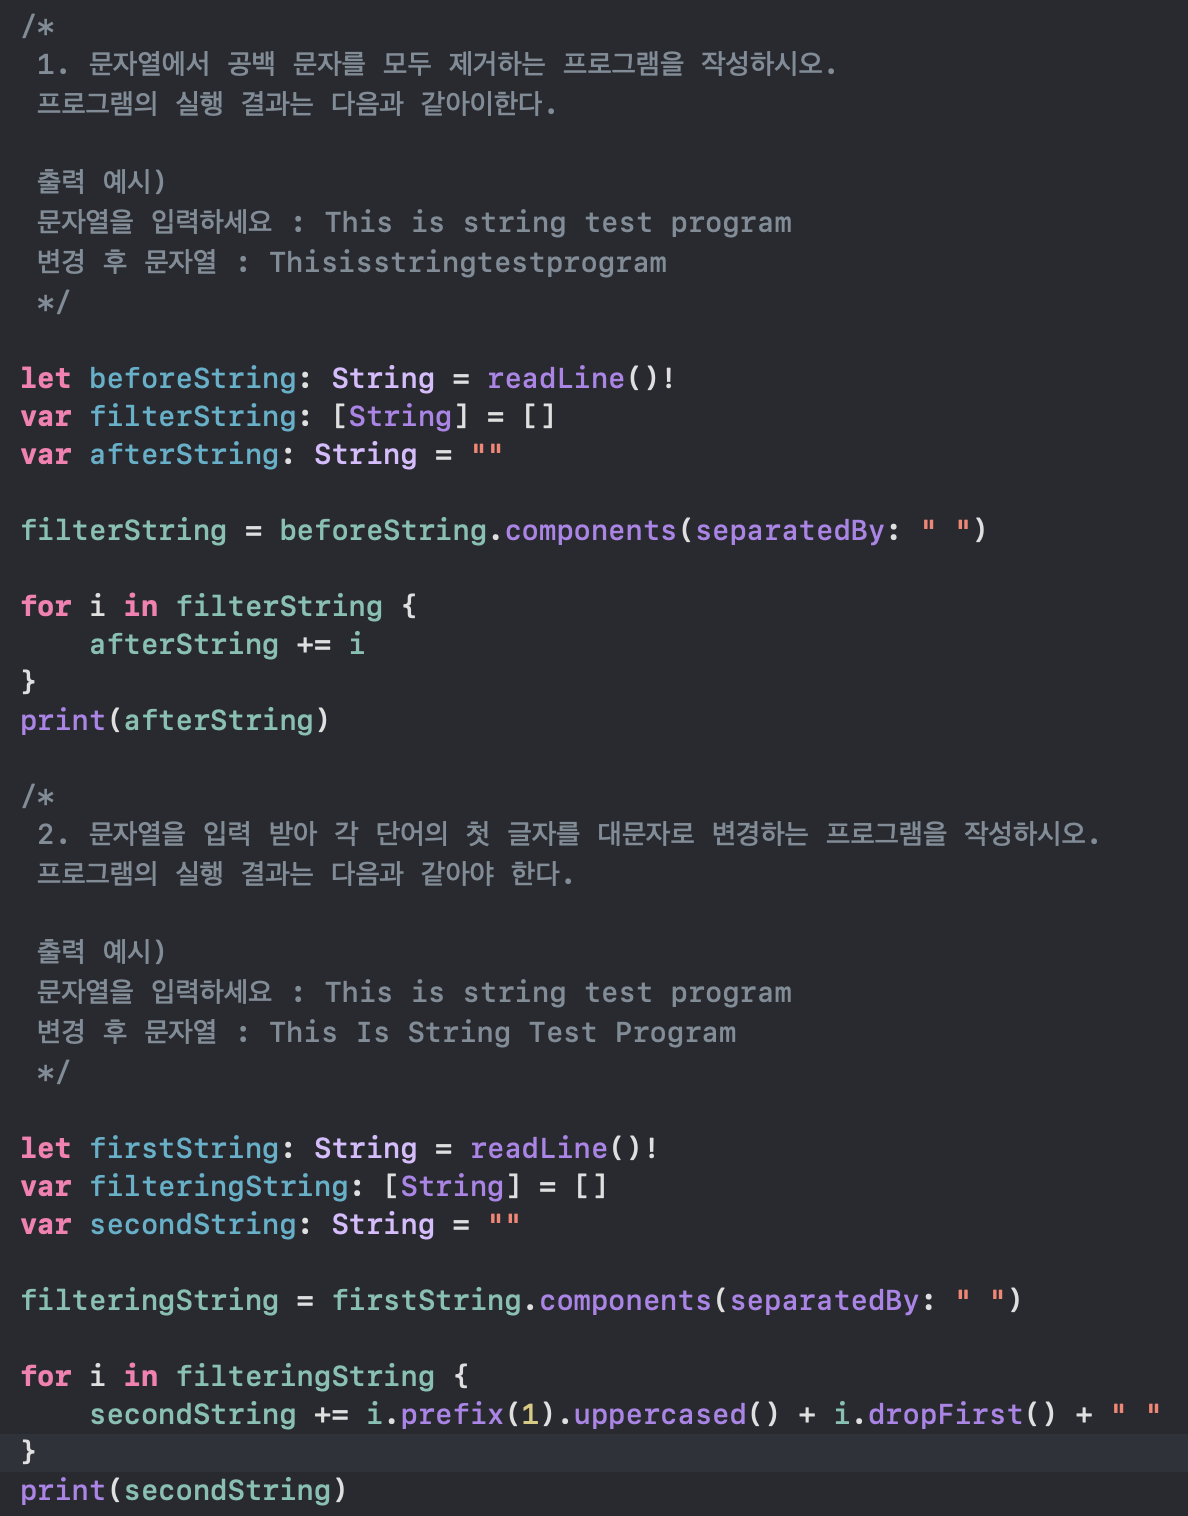 /*
 1. 문자열에서 공백 문자를 모두 제거하는 프로그램을 작성하시오.
 프로그램의 실행 결과는 다음과 같아이한다.

 출력 예시)
 문자열을 입력하세요 : This is string test program
 변경 후 문자열 : Thisisstringtestprogram
 */

let beforeString: String = readLine()!
var filterString: [String] = []
var afterString: String = ""

filterString = beforeString.components(separatedBy: " ")

for i in filterString {
    afterString += i
}
print(afterString)

/*
 2. 문자열을 입력 받아 각 단어의 첫 글자를 대문자로 변경하는 프로그램을 작성하시오.
 프로그램의 실행 결과는 다음과 같아야 한다.

 출력 예시)
 문자열을 입력하세요 : This is string test program
 변경 후 문자열 : This Is String Test Program
 */

let firstString: String = readLine()!
var filteringString: [String] = []
var secondString: String = ""

filteringString = firstString.components(separatedBy: " ")

for i in filteringString {
    secondString += i.prefix(1).uppercased() + i.dropFirst() + " "
}
print(secondString)